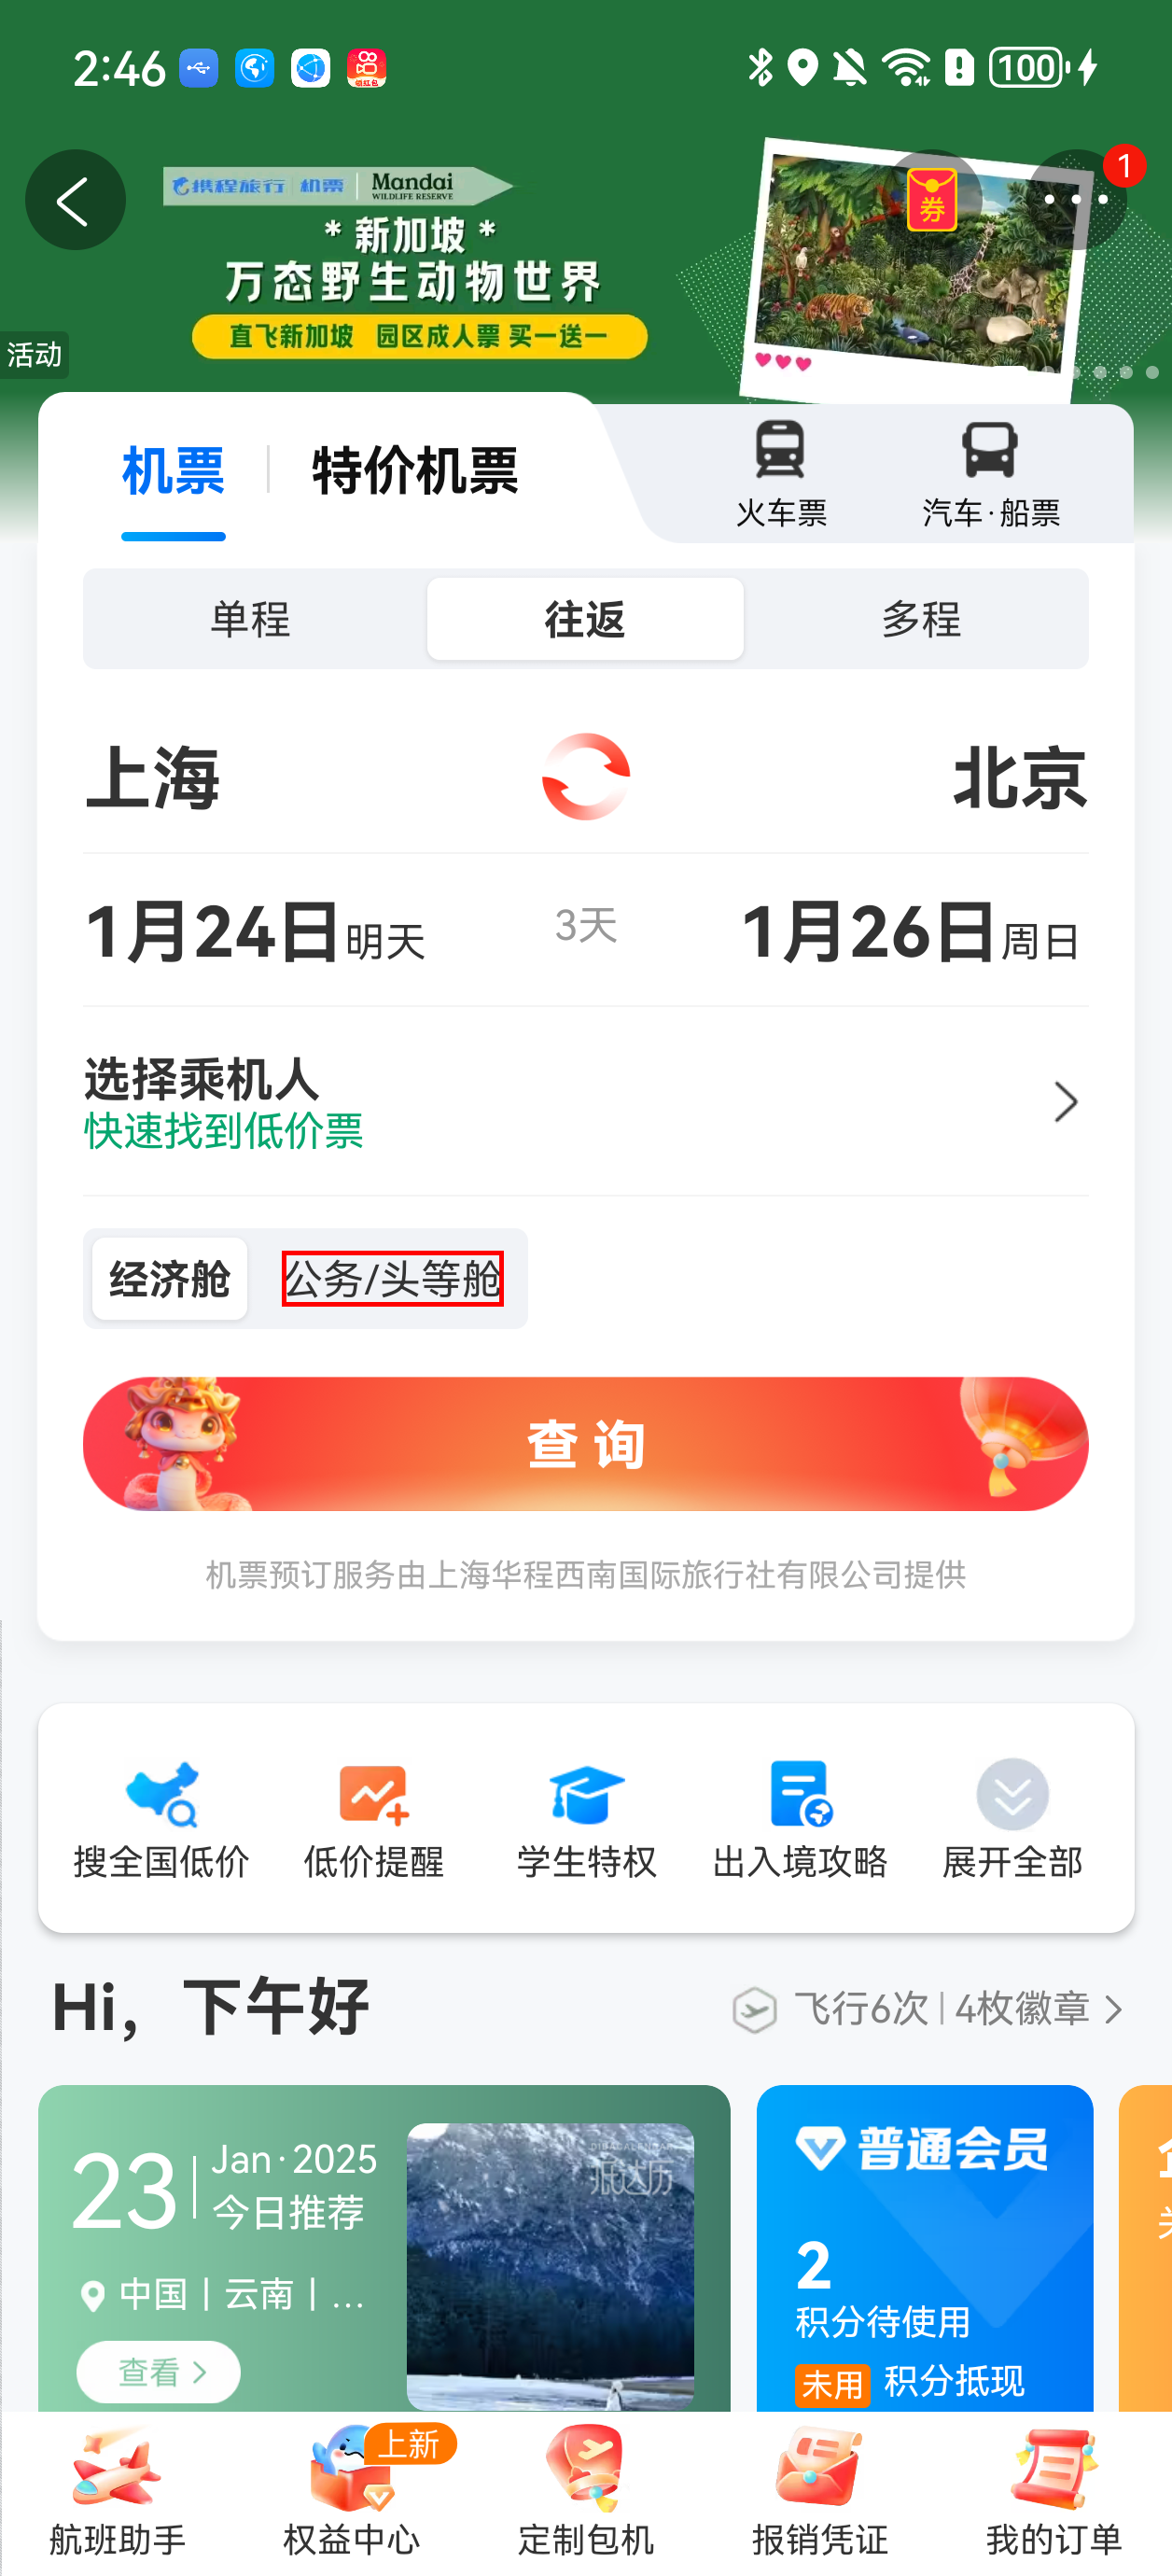 2:46
100
携程旅行 机票 Mandai
WILDLIFE RESERVE
* 新加坡 *
万态野生动物世界
直飞新加坡 园区成人票 买一送一
券
1
活动
机票
特价机票
火车票
汽车·船票
单程
往返
多程
上海
北京
1月24日明天
3天
1月26日周日
选择乘机人
快速找到低价票
经济舱
公务/头等舱
查询
机票预订服务由上海华程西南国际旅行社有限公司提供
搜全国低价
低价提醒
学生特权
出入境攻略
展开全部
Hi，下午好
飞行6次 | 4枚徽章
23
Jan·2025
今日推荐
中国 | 云南 | ...
查看
普通会员
2
积分待使用
未用 积分抵现
上新
航班助手
权益中心
定制包机
报销凭证
我的订单